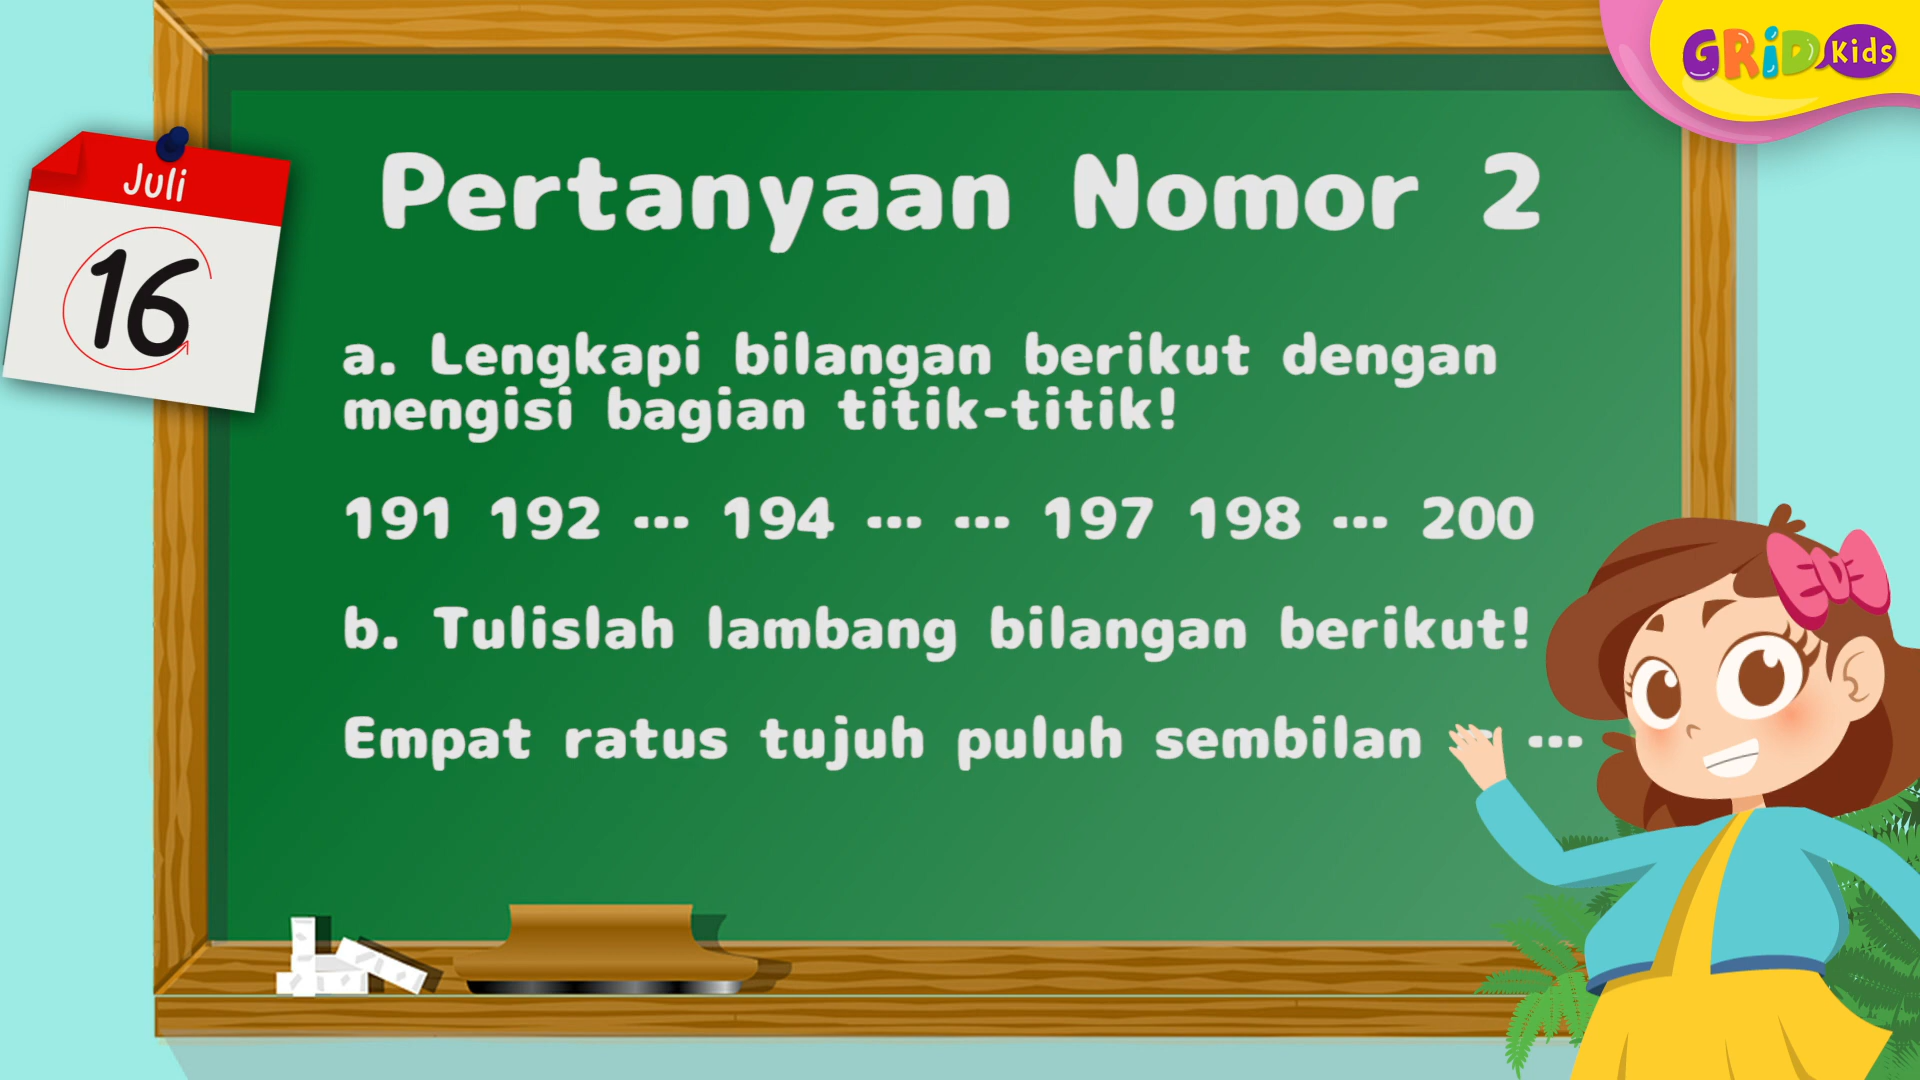 GRiD Kids
Juli
16
Pertanyaan Nomor 2
a. Lengkapi bilangan berikut dengan
mengisi bagian titik-titik!
191 192 ... 194 ... ... 197 198 ... 200
b. Tulislah lambang bilangan berikut!
Empat ratus tujuh puluh sembilan ...